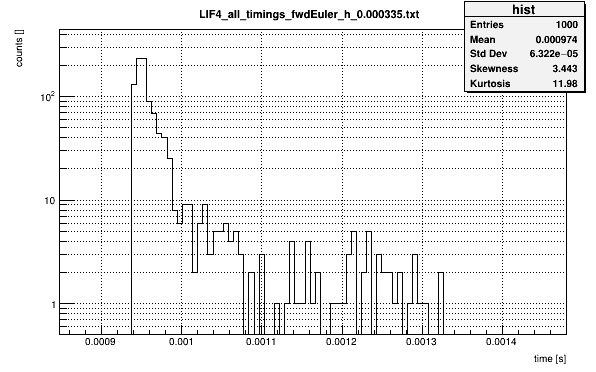 LIF4_all_timings_fwdEuler_h_0.000335.txt
hist
Entries 1000
Mean 0.000974
Std Dev 6.322e−05
Skewness 3.443
Kurtosis 11.98
counts []
10²
10
1
0.0009 0.001 0.0011 0.0012 0.0013 0.0014
time [s]